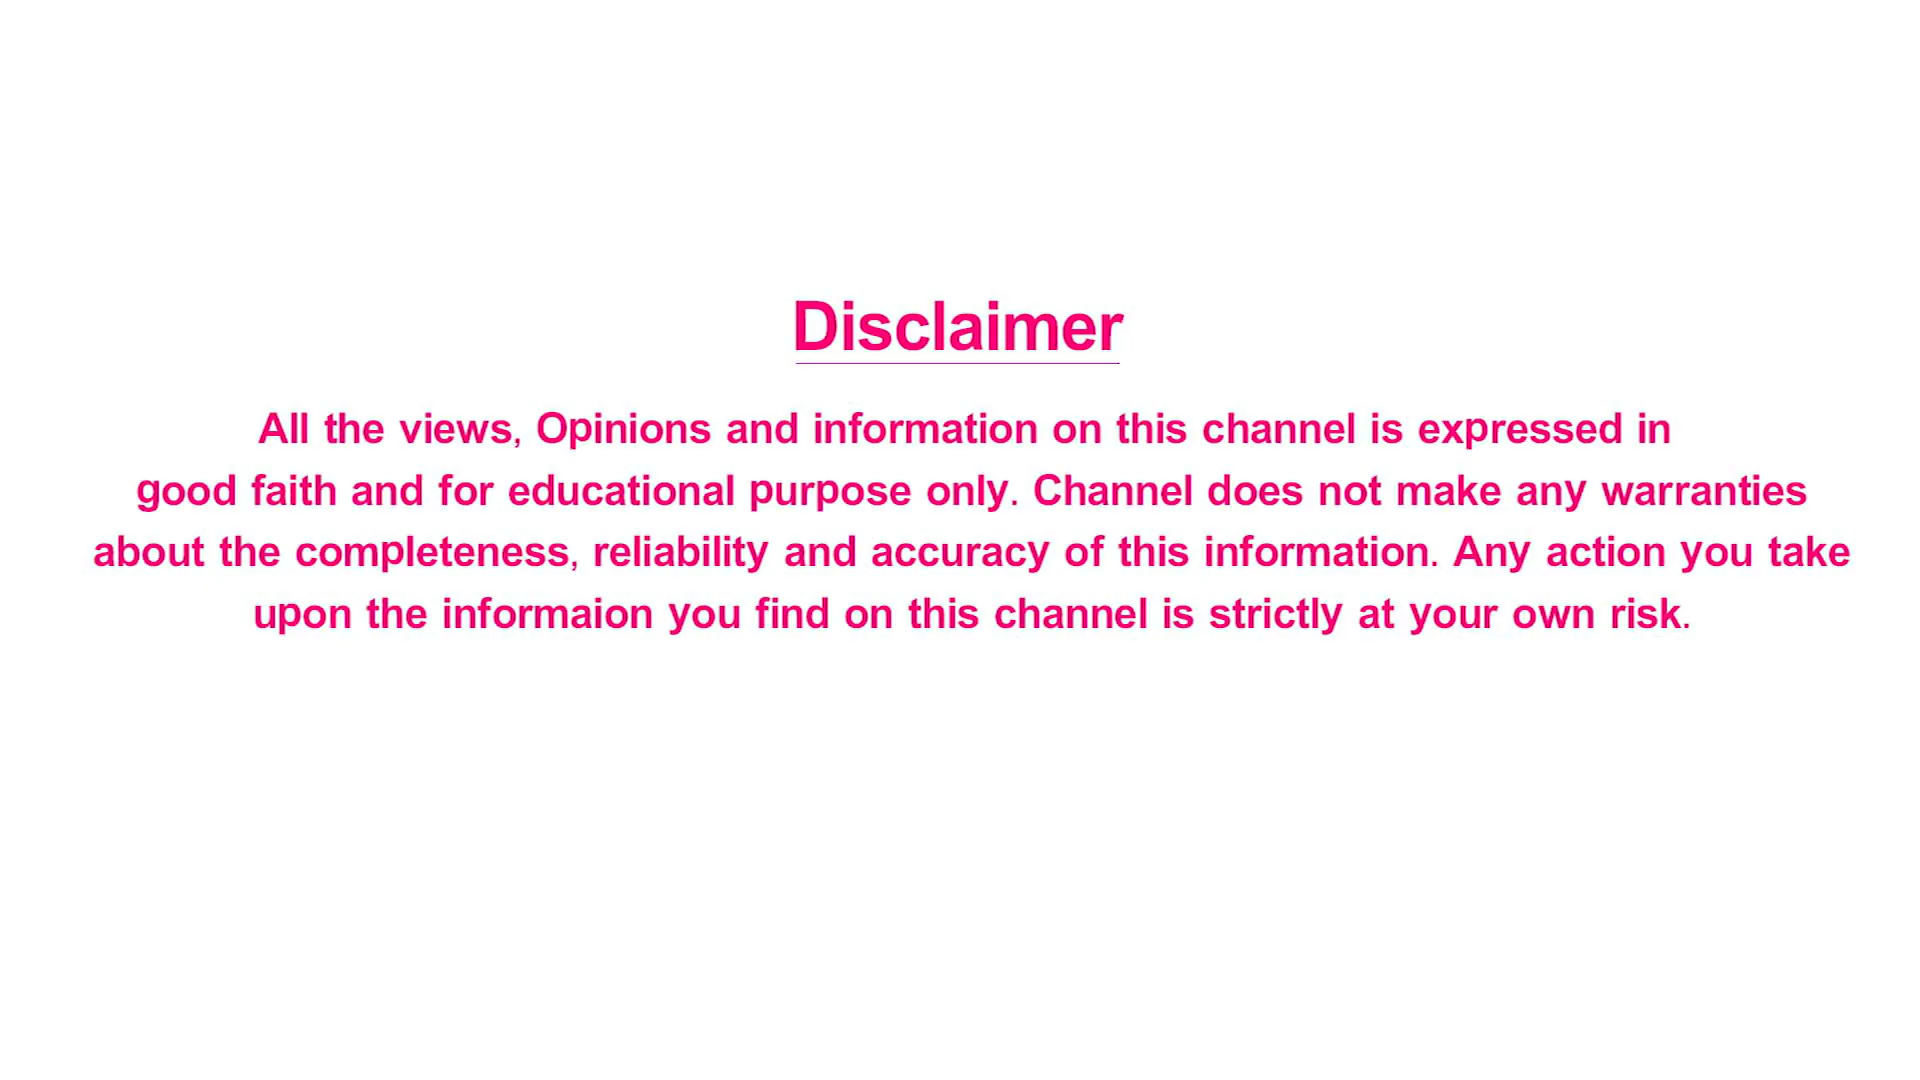 Disclaimer
All the views, Opinions and information on this channel is expressed in
good faith and for educational purpose only. Channel does not make any warranties
about the completeness, reliability and accuracy of this information. Any action you take
upon the informaion you find on this channel is strictly at your own risk.